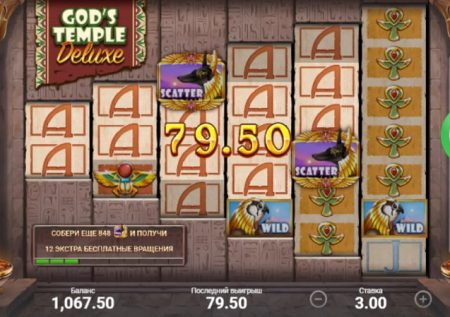 GOD'S
TEMPLE
Deluxe
SCATTER
79.50
SCATTER
WILD
WILD
СОБЕРИ ЕЩЕ 848 И ПОЛУЧИ
12 ЭКСТРА БЕСПЛАТНЫЕ ВРАЩЕНИЯ
Баланс
1,067.50
Последний выигрыш
79.50
Ставка
3.00